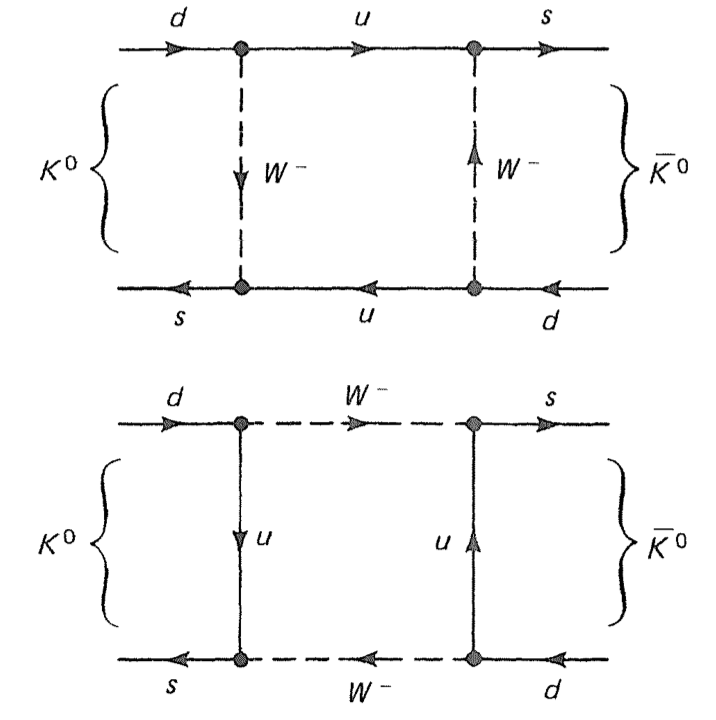 d u s
K⁰ W⁻ W⁻ K̅⁰
s u d
d W⁻ s
K⁰ u u K̅⁰
s W⁻ d